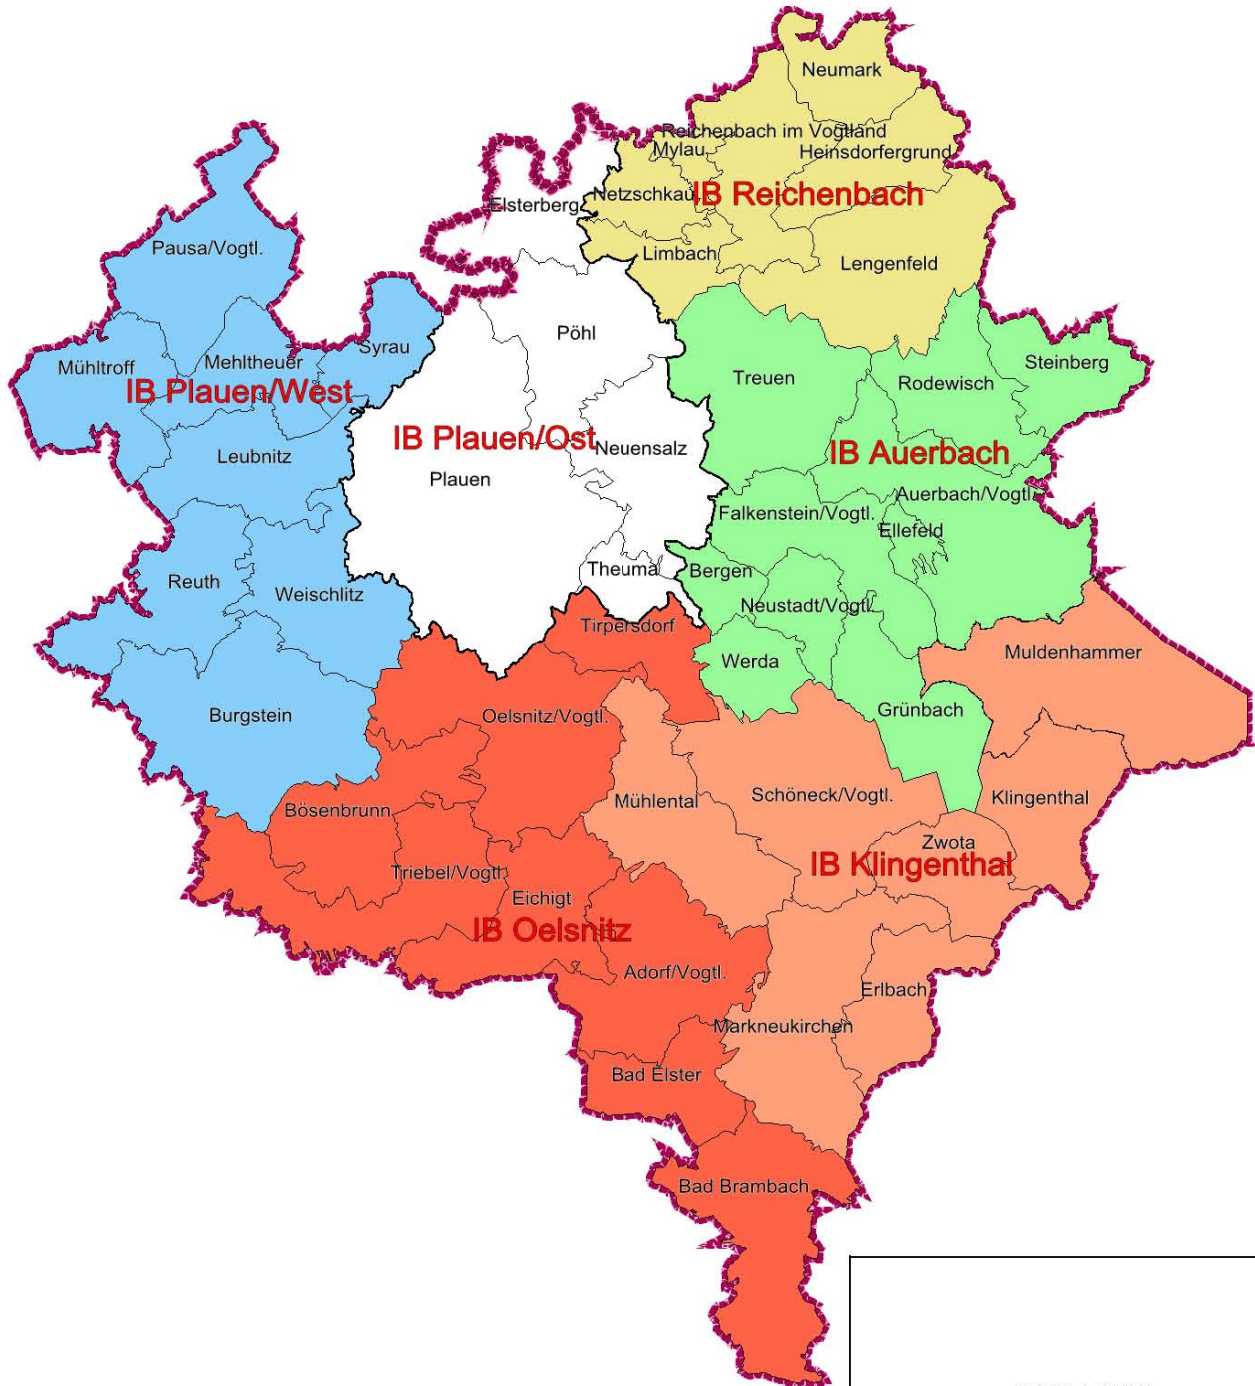 Neumark
Reichenbach im Vogtland
Mylau
Heinsdorfergrund
Netzschkau
IB Reichenbach
Elsterberg
Limbach
Lengenfeld
Pausa/Vogtl.
Pöhl
Syrau
Mehltheuer
Mühltroff
IB Plauen/West
Treuen
Rodewisch
Steinberg
IB Plauen/Ost
Neuensalz
IB Auerbach
Leubnitz
Plauen
Auerbach/Vogtl.
Falkenstein/Vogtl.
Ellefeld
Theuma
Bergen
Reuth
Weischlitz
Neustadt/Vogtl.
Tirpersdorf
Werda
Muldenhammer
Burgstein
Oelsnitz/Vogtl.
Grünbach
Bösenbrunn
Mühlental
Schöneck/Vogtl.
Klingenthal
Zwota
IB Klingenthal
Triebel/Vogtl.
Eichigt
IB Oelsnitz
Adorf/Vogtl.
Erlbach
Markneukirchen
Bad Elster
Bad Brambach